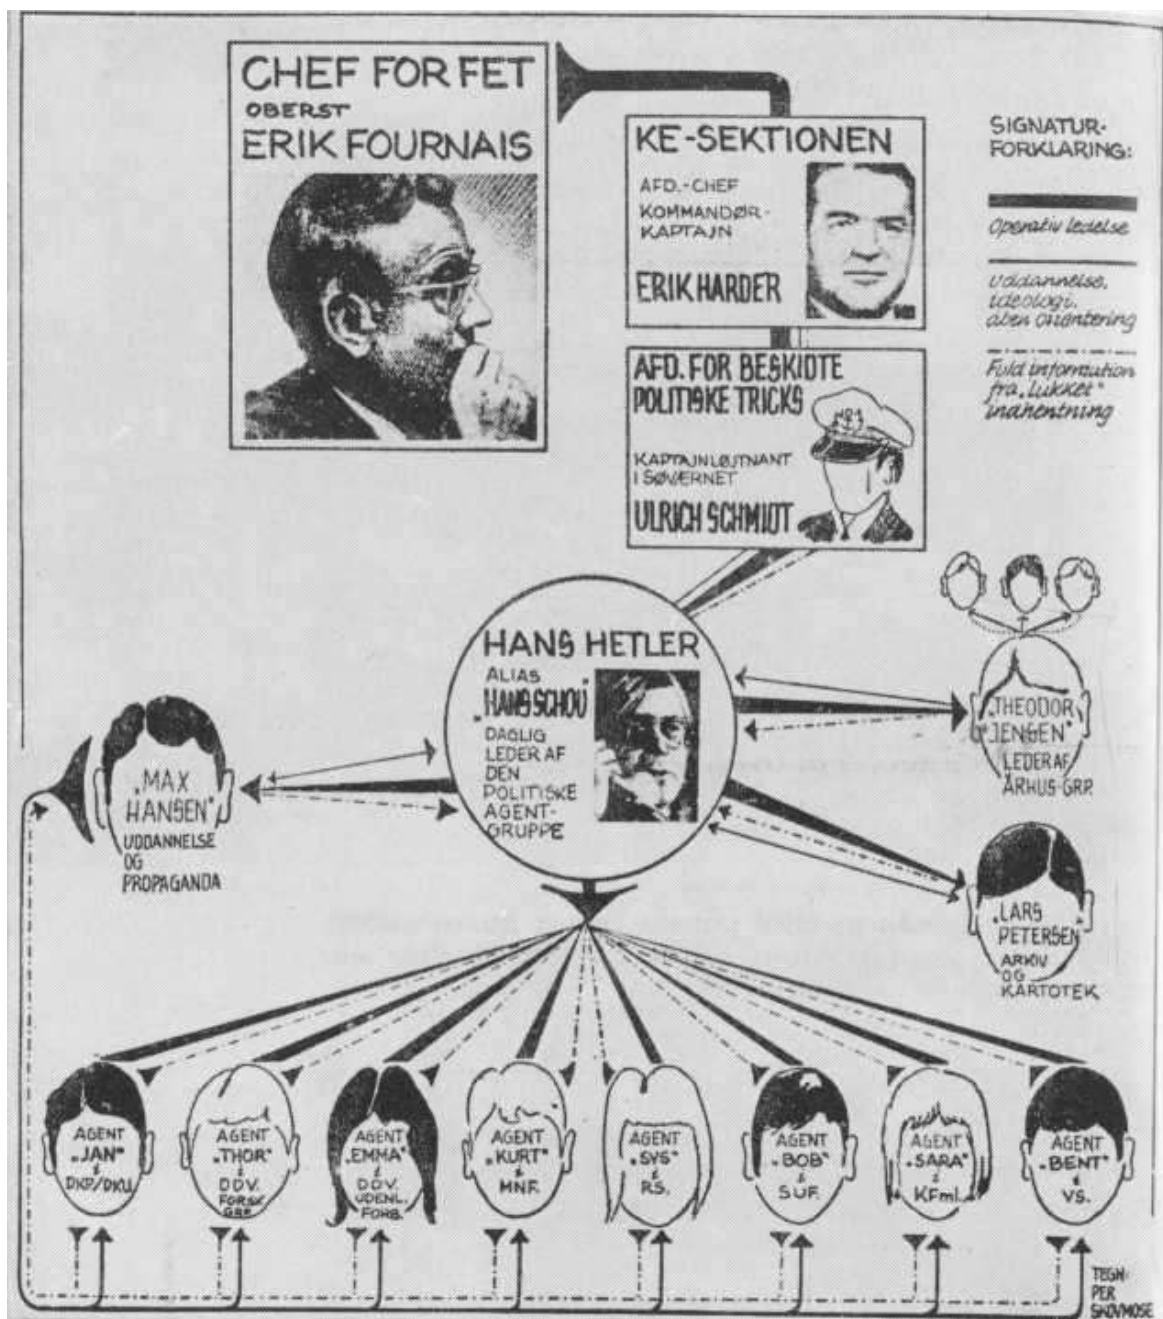 CHEF FOR FET
OBERST
ERIK FOURNAIS
KE-SEKTIONEN
AFD.-CHEF
KOMMANDØR-
KAPTAJN
ERIK HARDER
AFD. FOR BESKIDTE
POLITISKE TRICKS
KAPTAJNLØJTNANT
I SØVÆRNET
ULRICH SCHMIDT
SIGNATUR-
FORKLARING:
Operativ ledelse
Uddannelse,
ideologi,
åben orientering
Fuld information
fra „lukket"
indhentning
HANS HETLER
ALIAS
„HANS SCHOU"
DAGLIG
LEDER AF
DEN
POLITISKE
AGENT-
GRUPPE
„THEODOR
JENSEN"
LEDER AF
ÅRHUS-GRP.
„MAX
HANSEN"
UDDANNELSE
OG
PROPAGANDA
„LARS
PETERSEN"
ARKIV
OG
KARTOTEK
AGENT
„JAN"
i
DKP/DKU.
AGENT
„THOR"
i
DDV.
FORSK.
GRP.
AGENT
„EMMA"
i
DDV.
UDENL.
FORB.
AGENT
„KURT"
i
HNF.
AGENT
„SYS"
i
RS.
AGENT
„BOB"
i
SUF.
AGENT
„SARA"
i
KFml.
AGENT
„BENT"
i
VS.
TEGN:
PER
SKOVMOSE